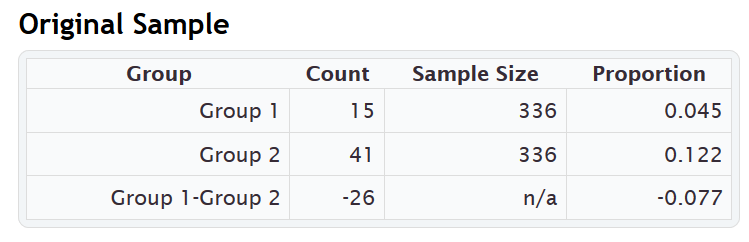 Original Sample
Group Count Sample Size Proportion
Group 1 15 336 0.045
Group 2 41 336 0.122
Group 1-Group 2 -26 n/a -0.077